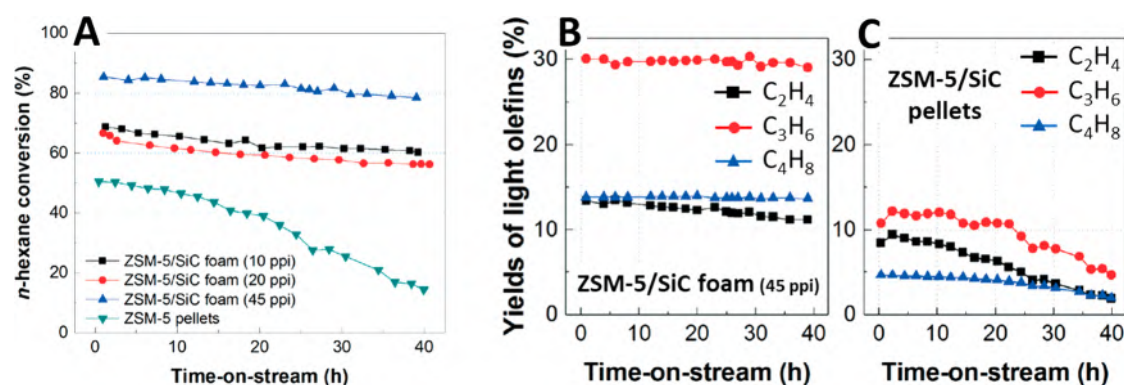 A
n-hexane conversion (%)
100
80
60
40
20
0
ZSM-5/SiC foam (10 ppi)
ZSM-5/SiC foam (20 ppi)
ZSM-5/SiC foam (45 ppi)
ZSM-5 pellets
0 10 20 30 40
Time-on-stream (h)
B
Yields of light olefins (%)
30
20
10
0
C₂H₄
C₃H₆
C₄H₈
ZSM-5/SiC foam (45 ppi)
0 10 20 30 40
Time-on-stream (h)
C
30
20
10
0
C₂H₄
C₃H₆
C₄H₈
ZSM-5/SiC
pellets
0 10 20 30 40
Time-on-stream (h)